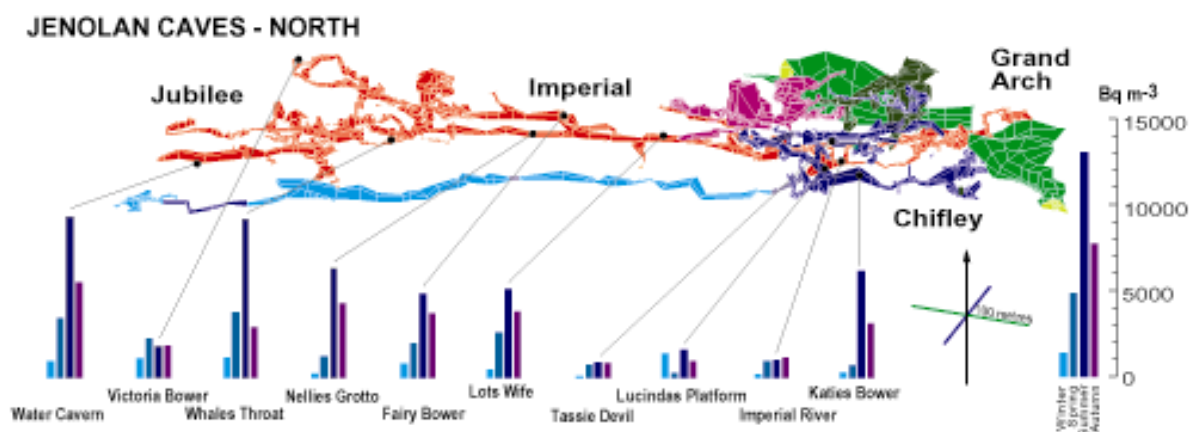 JENOLAN CAVES - NORTH
Jubilee
Imperial
Grand
Arch
Bq m-3
15000
10000
5000
0
Chifley
100 metres
Water Cavern
Victoria Bower
Whales Throat
Nellies Grotto
Fairy Bower
Lots Wife
Tassie Devil
Lucindas Platform
Imperial River
Katies Bower
Winter
Spring
Summer
Autumn